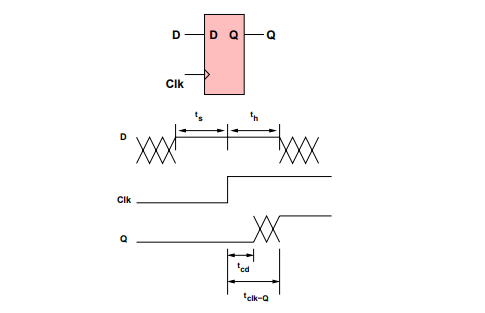 D D Q Q
Clk
ts th
D
Clk
Q
tcd
tclk–Q